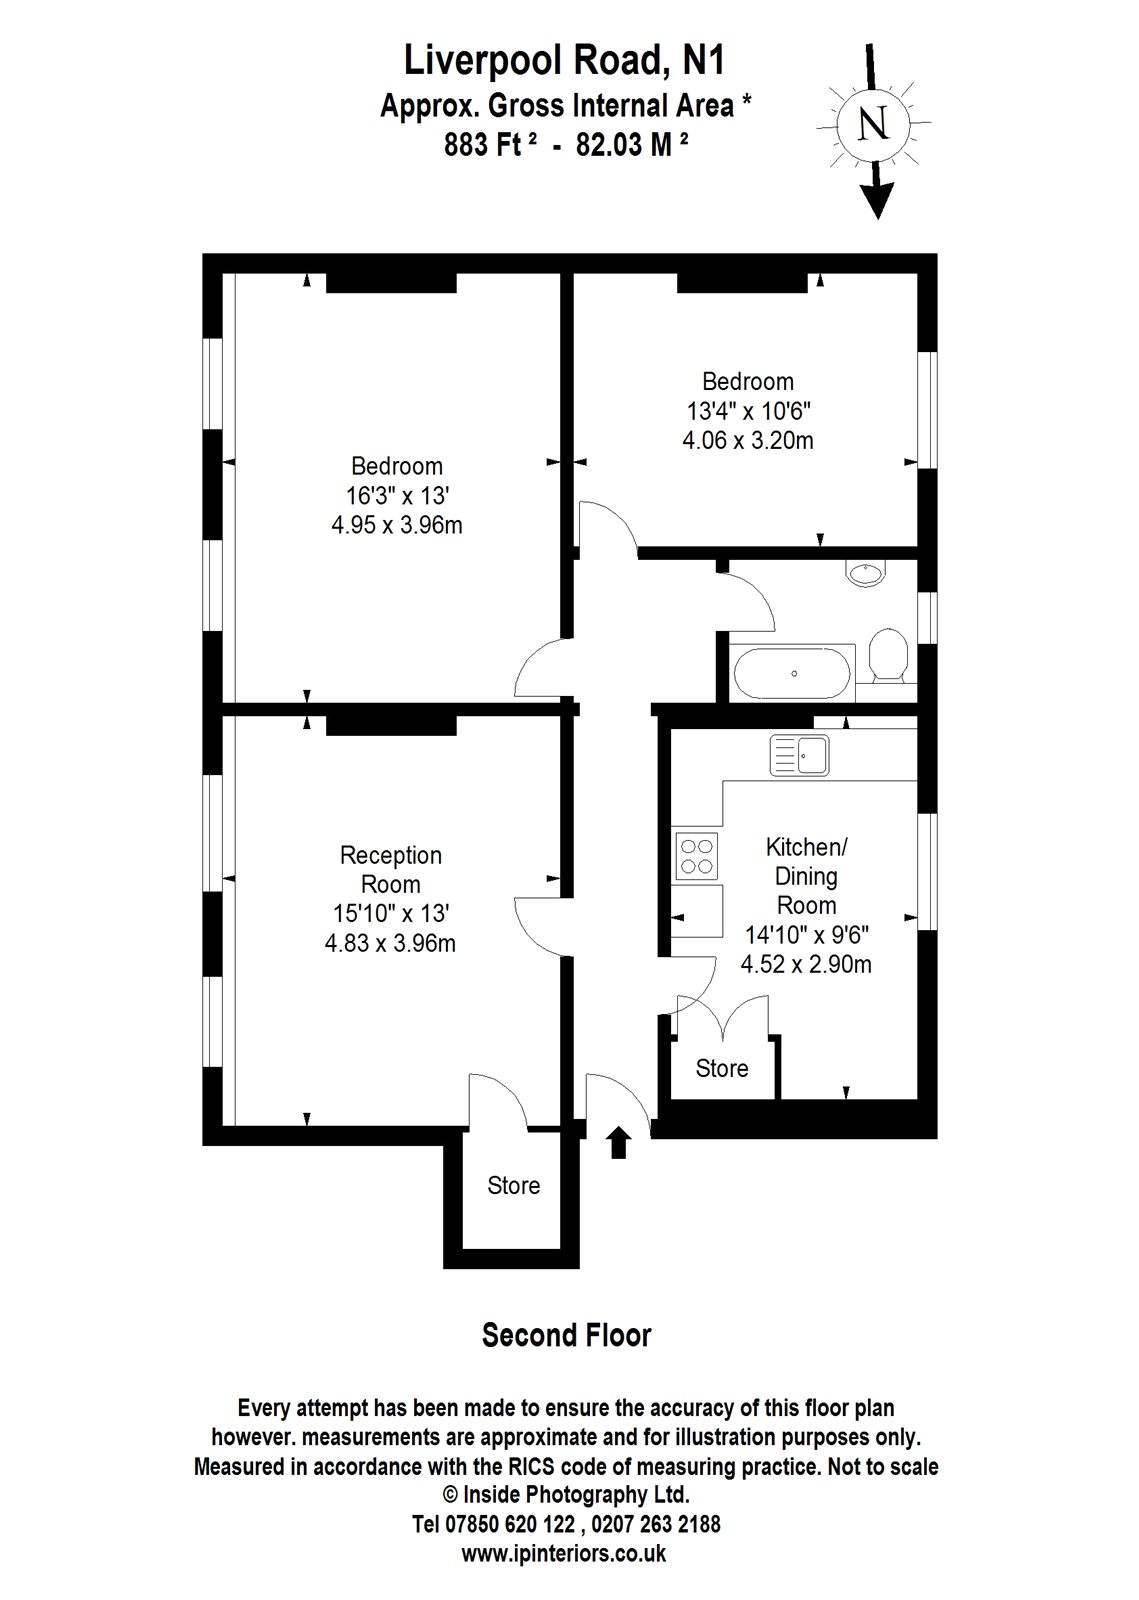 Liverpool Road, N1
Approx. Gross Internal Area *
883 Ft ² - 82.03 M ²
N
Bedroom
13'4" x 10'6"
4.06 x 3.20m
Bedroom
16'3" x 13'
4.95 x 3.96m
Reception
Room
15'10" x 13'
4.83 x 3.96m
Kitchen/
Dining
Room
14'10" x 9'6"
4.52 x 2.90m
Store
Store
Second Floor
Every attempt has been made to ensure the accuracy of this floor plan
however. measurements are approximate and for illustration purposes only.
Measured in accordance with the RICS code of measuring practice. Not to scale
© Inside Photography Ltd.
Tel 07850 620 122 , 0207 263 2188
www.ipinteriors.co.uk